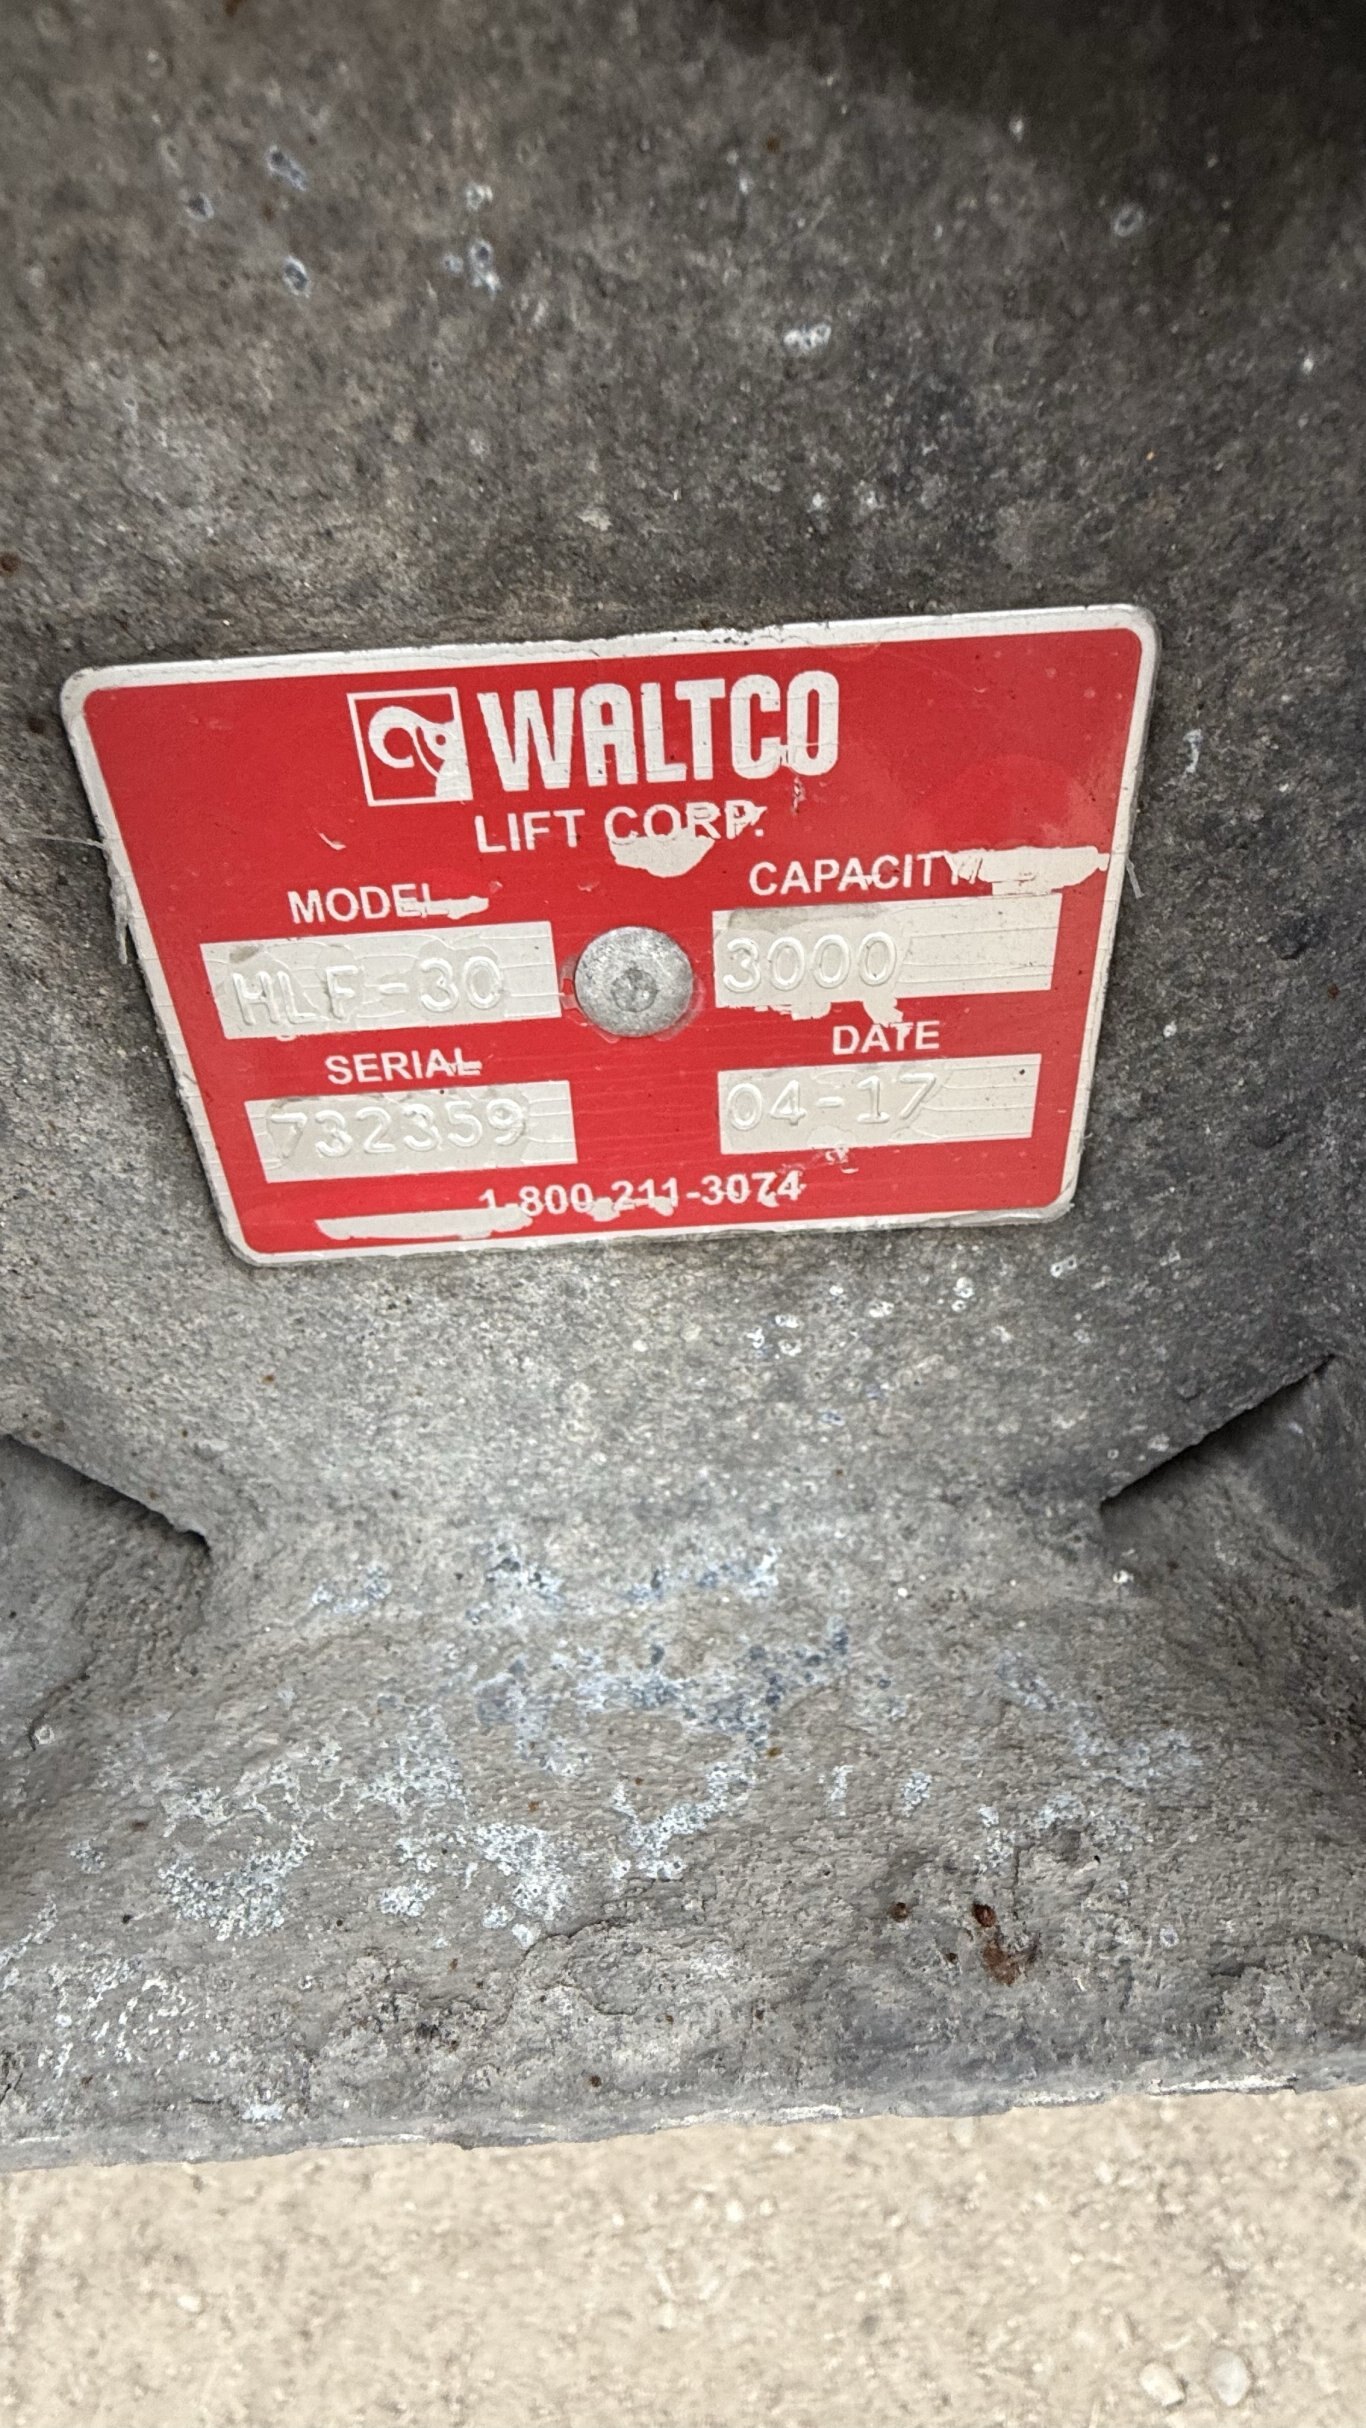 WALTCO
LIFT CORP.
MODEL
CAPACITY
HLF-30
3000
SERIAL
DATE
732359
04-17
1-800-211-3074